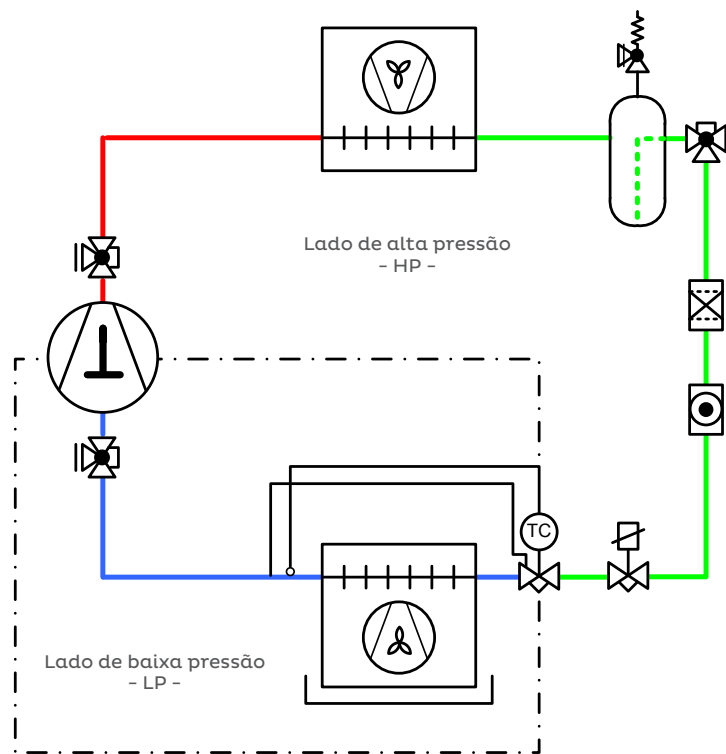 Lado de alta pressão
- HP -
TC
Lado de baixa pressão
- LP -